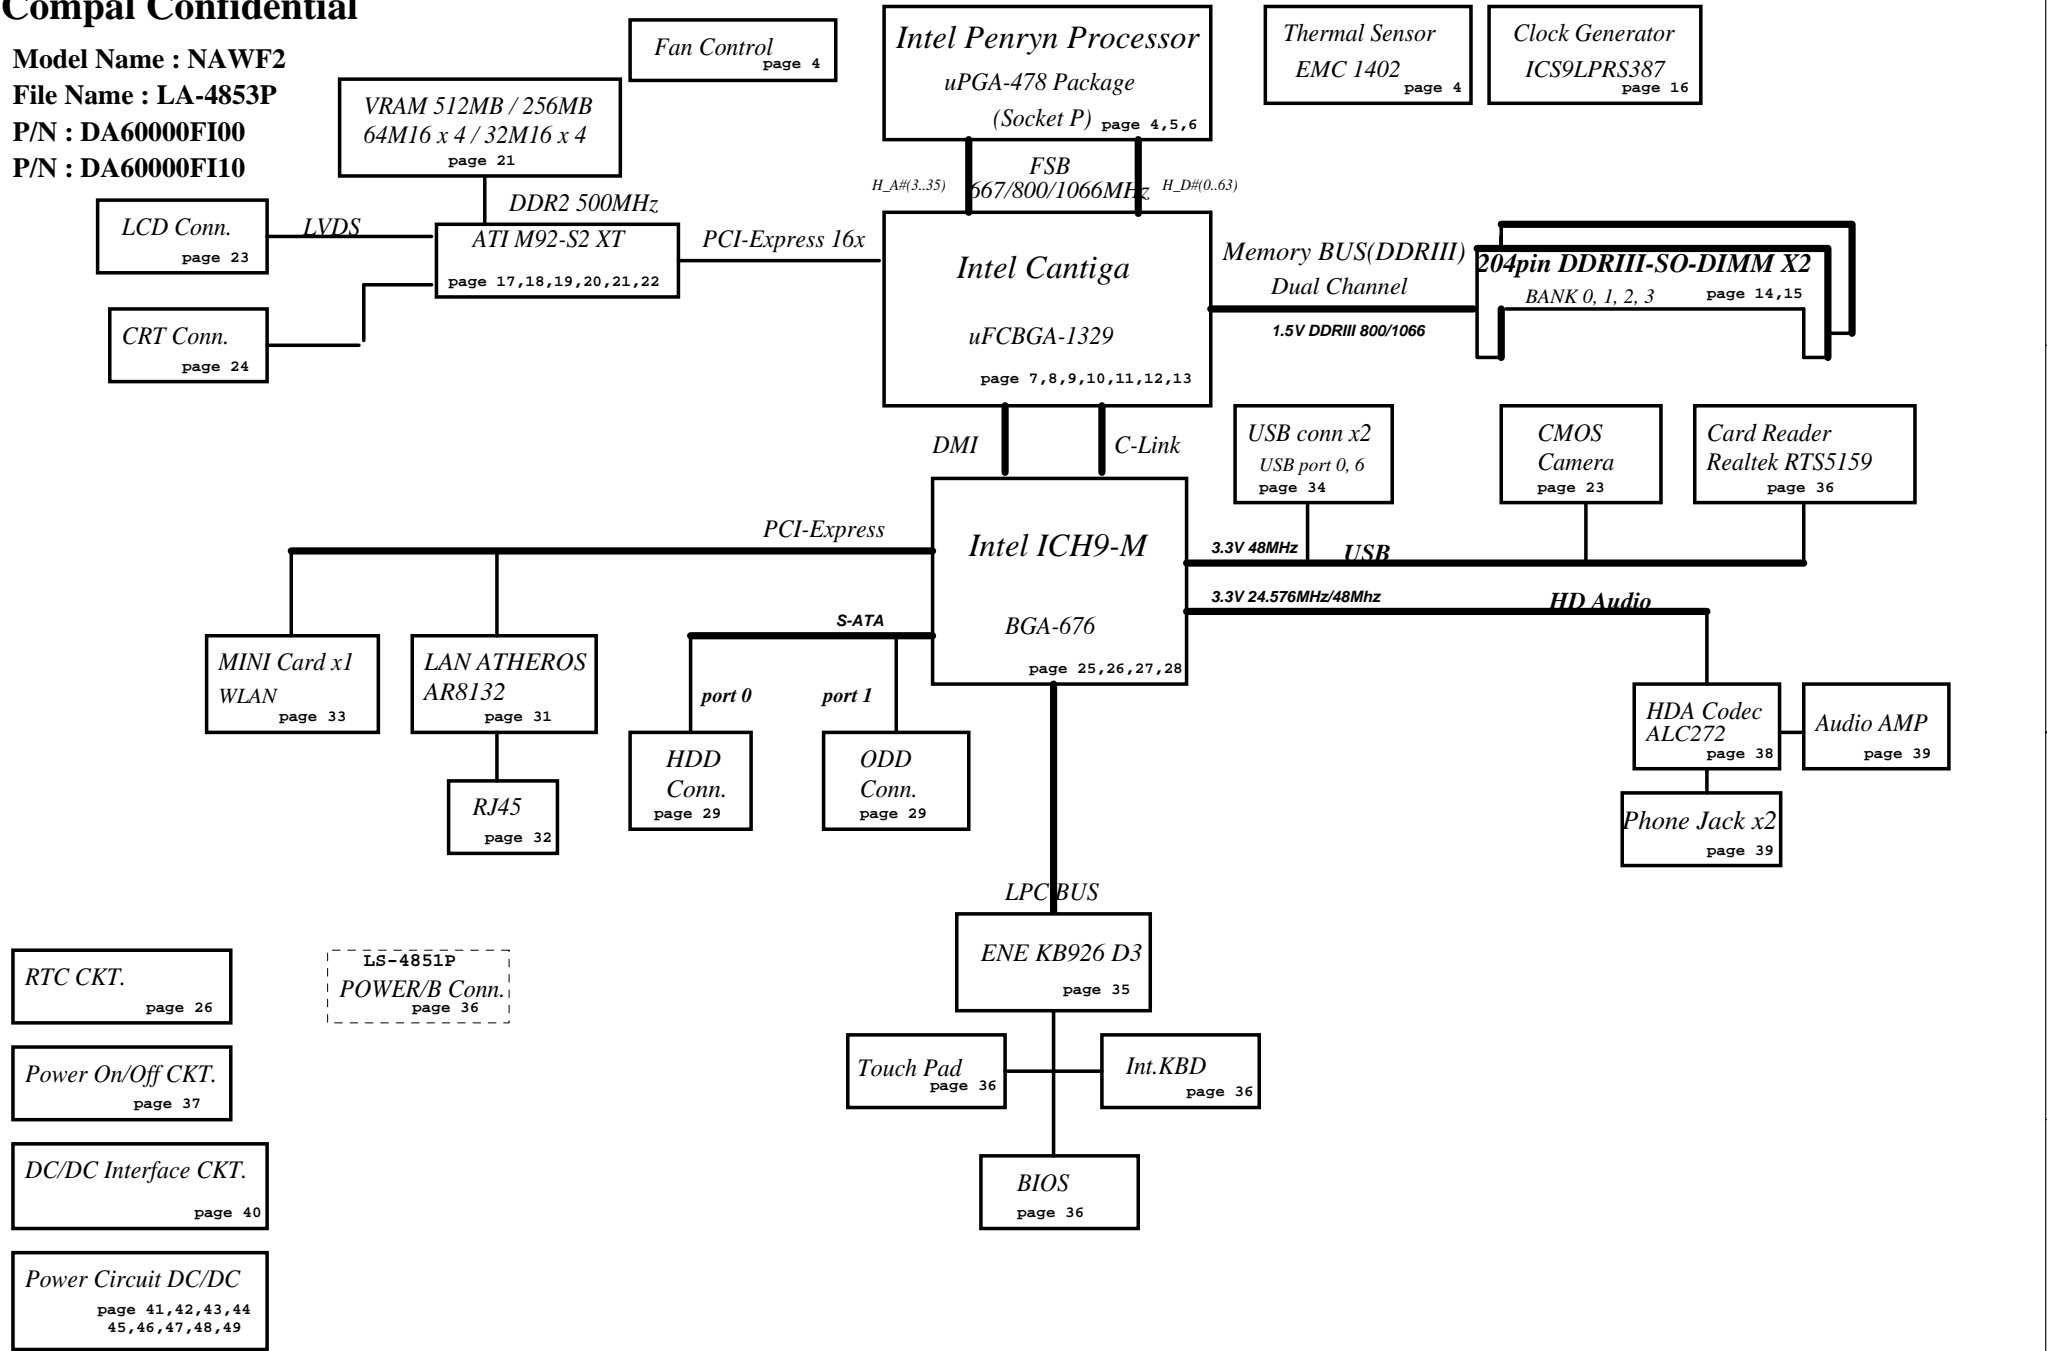 Compal Confidential
Model Name : NAWF2
File Name : LA-4853P
P/N : DA60000FI00
P/N : DA60000FI10
Fan Control
page 4
Intel Penryn Processor
uPGA-478 Package
(Socket P)
page 4,5,6
Thermal Sensor
EMC 1402
page 4
Clock Generator
ICS9LPRS387
page 16
VRAM 512MB / 256MB
64M16 x 4 / 32M16 x 4
page 21
DDR2 500MHz
H_A#(3..35)
FSB
667/800/1066MHz
H_D#(0..63)
LCD Conn.
page 23
LVDS
ATI M92-S2 XT
page 17,18,19,20,21,22
PCI-Express 16x
CRT Conn.
page 24
Intel Cantiga
uFCBGA-1329
page 7,8,9,10,11,12,13
Memory BUS(DDRIII)
Dual Channel
1.5V DDRIII 800/1066
204pin DDRIII-SO-DIMM X2
BANK 0, 1, 2, 3
page 14,15
DMI
C-Link
USB conn x2
USB port 0, 6
page 34
CMOS
Camera
page 23
Card Reader
Realtek RTS5159
page 36
PCI-Express
Intel ICH9-M
BGA-676
page 25,26,27,28
3.3V 48MHz
USB
3.3V 24.576MHz/48Mhz
HD Audio
S-ATA
MINI Card x1
WLAN
page 33
LAN ATHEROS
AR8132
page 31
port 0
port 1
RJ45
page 32
HDD
Conn.
page 29
ODD
Conn.
page 29
HDA Codec
ALC272
page 38
Audio AMP
page 39
Phone Jack x2
page 39
LPC BUS
ENE KB926 D3
page 35
RTC CKT.
page 26
LS-4851P
POWER/B Conn.
page 36
Power On/Off CKT.
page 37
Touch Pad
page 36
Int.KBD
page 36
DC/DC Interface CKT.
page 40
BIOS
page 36
Power Circuit DC/DC
page 41,42,43,44
45,46,47,48,49